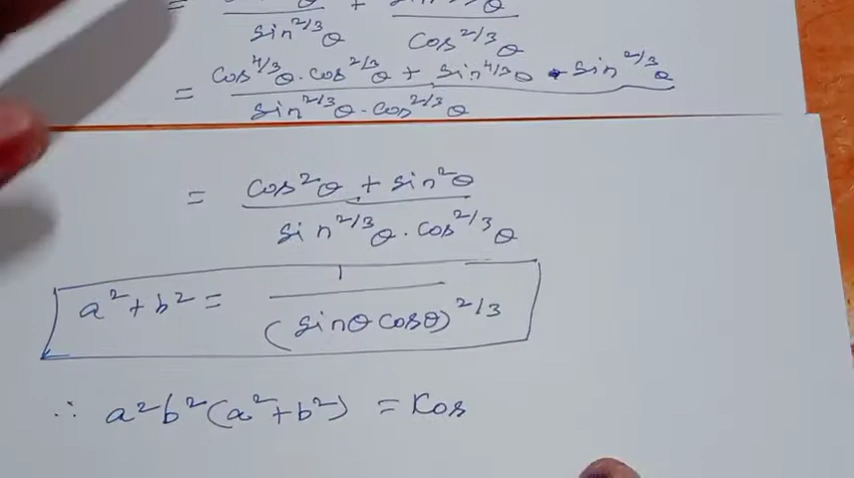 = + 
sin^2/3 θ cos^2/3 θ
= cos^4/3 θ . cos^2/3 θ + sin^4/3 θ . sin^2/3 θ
sin^2/3 θ . cos^2/3 θ
= cos^2 θ + sin^2 θ
sin^2/3 θ . cos^2/3 θ
a^2 + b^2 = 1
(sinθ cosθ)^2/3
∴ a^2 b^2 (a^2 + b^2) = Cos